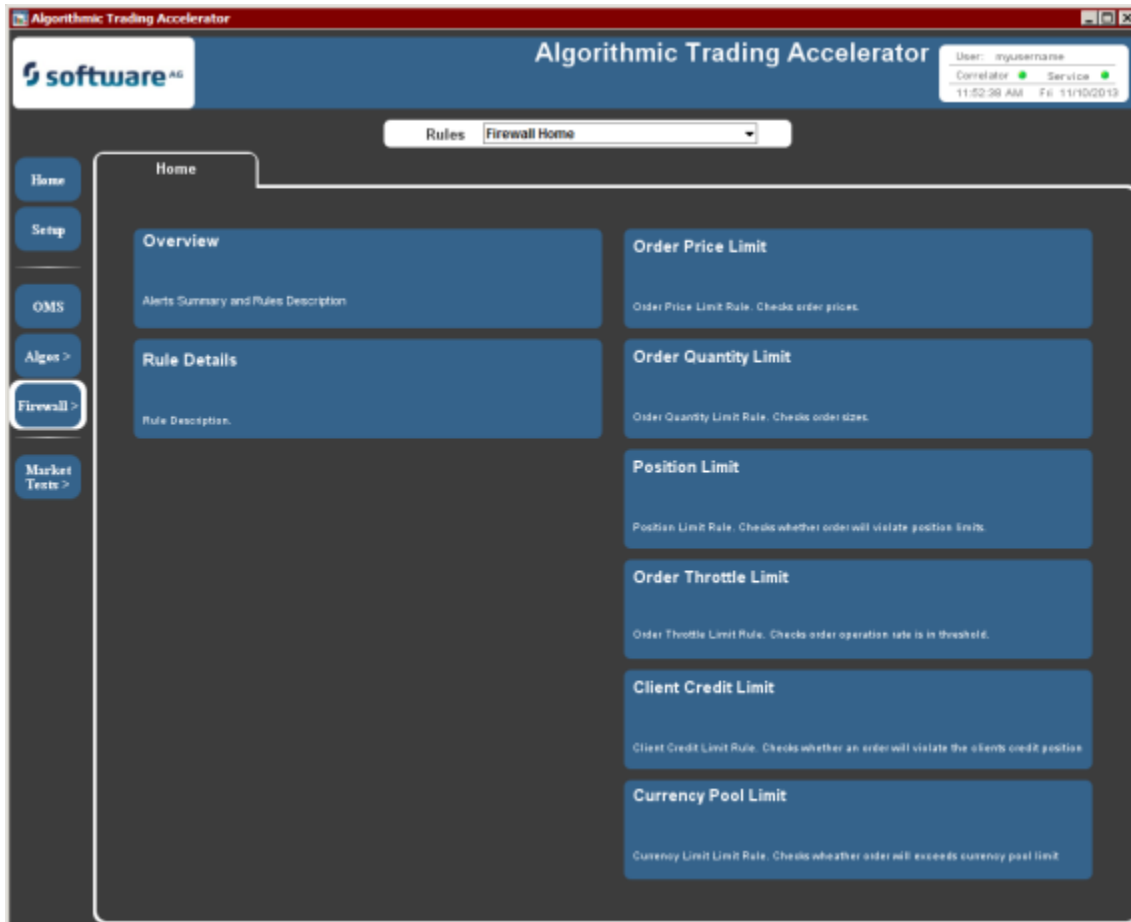 Algorithmic Trading Accelerator
software AG
Algorithmic Trading Accelerator
User: myusername
Correlator Service
11:52:38 AM Fri 11/10/2013
Rules Firewall Home
Home
Home
Setup
OMS
Algos >
Firewall >
Market
Tests >
Overview
Alerts Summary and Rules Description
Rule Details
Rule Description.
Order Price Limit
Order Price Limit Rule. Checks order prices.
Order Quantity Limit
Order Quantity Limit Rule. Checks order sizes.
Position Limit
Position Limit Rule. Checks whether order will violate position limits.
Order Throttle Limit
Order Throttle Limit Rule. Checks order operation rate is in threshold.
Client Credit Limit
Client Credit Limit Rule. Checks whether an order will violate the clients credit position
Currency Pool Limit
Currency Limit Limit Rule. Checks wheather order will exceeds currency pool limit